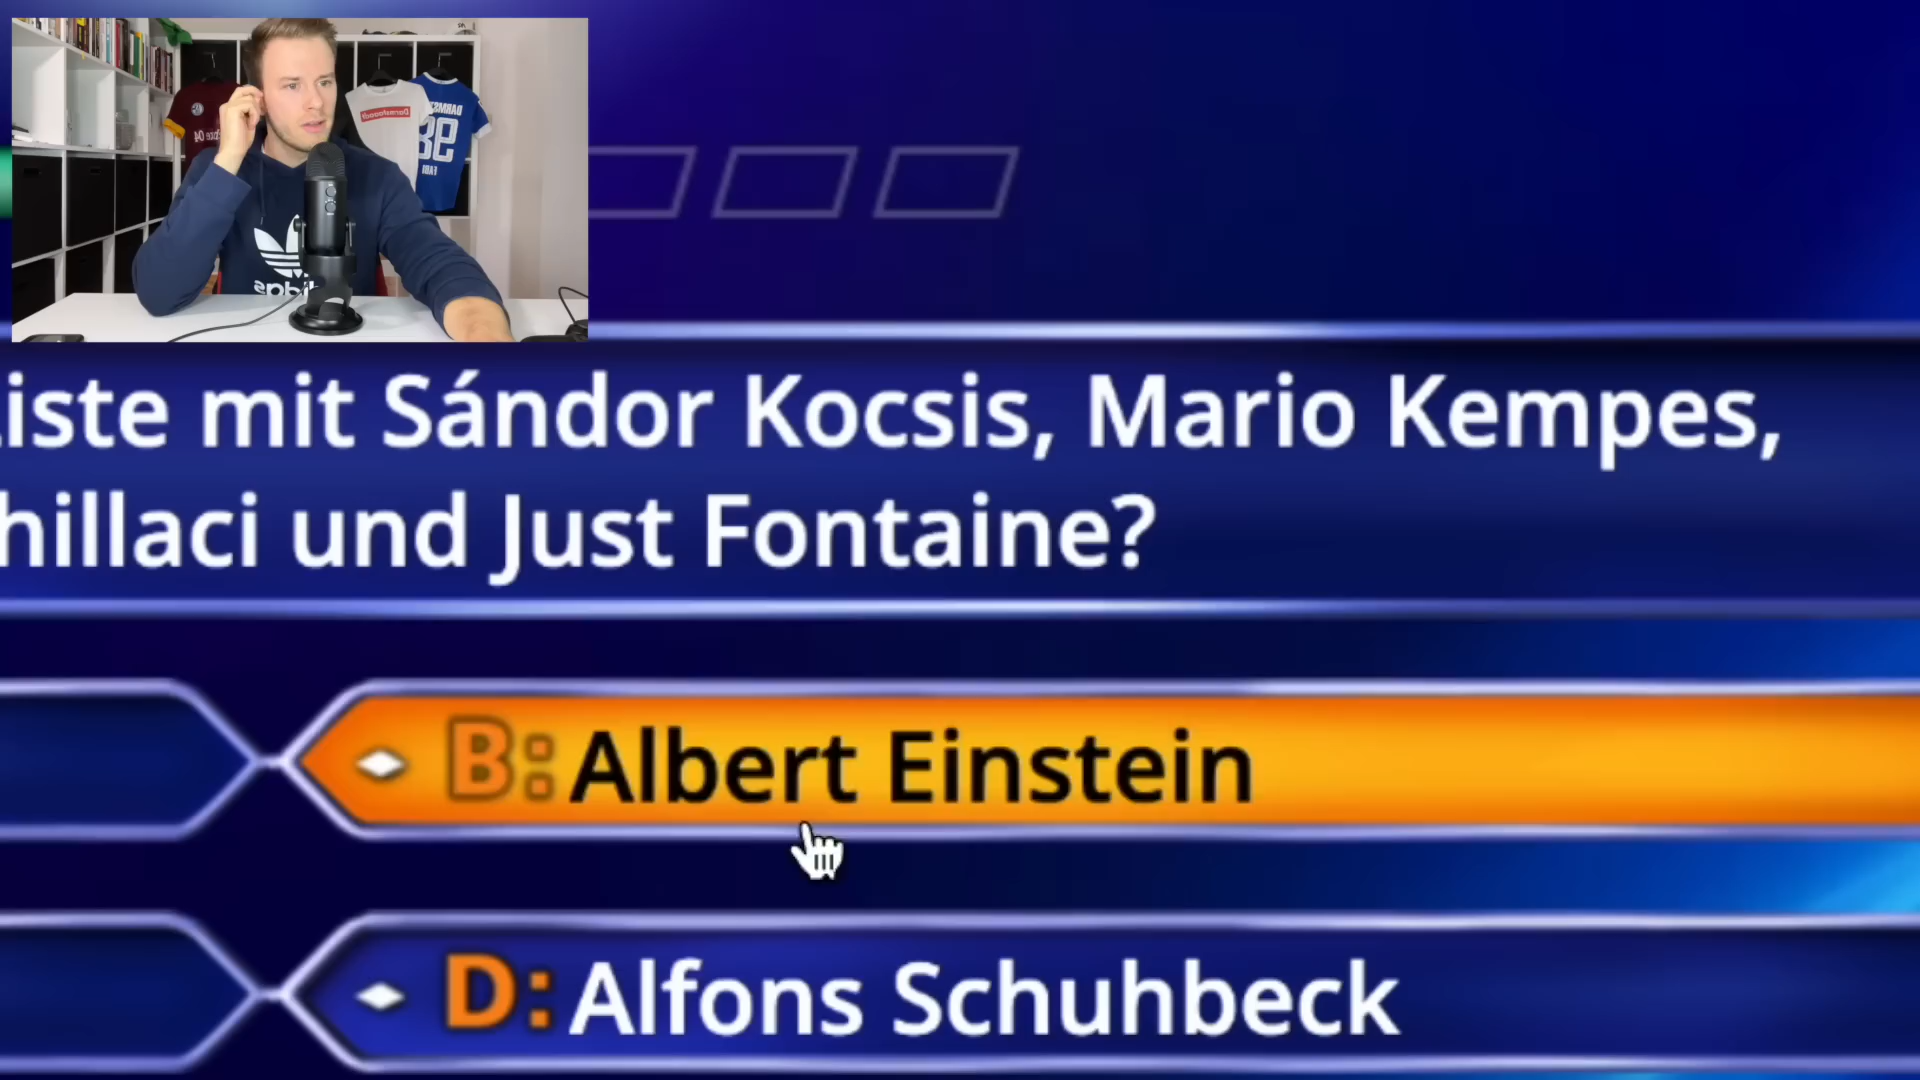 iste mit Sándor Kocsis, Mario Kempes,
hillaci und Just Fontaine?
B: Albert Einstein
D: Alfons Schuhbeck